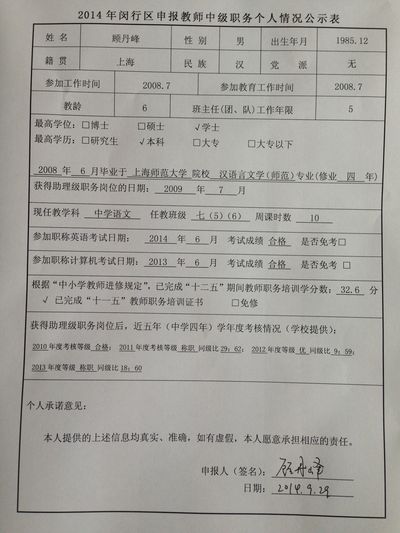 2014 年闵行区申报教师中级职务个人情况公示表
姓 名 顾丹峰 性 别 男 出生年月 1985.12
籍 贯 上海 民 族 汉 党 派 无
参加工作时间 2008.7 参加教育工作时间 2008.7
教龄 6 班主任(团、队)工作年限 5
最高学位：□博士 □硕士 √学士
最高学历：□研究生 √本科 □大专 □大专以下
2008 年 6 月毕业于 上海师范大学 院校 汉语言文学(师范) 专业(修业 四 年)
获得助理级职务岗位的日期： 2009 年 7 月
现任教学科 中学语文 任教班级 七（5）（6） 周课时数 10
参加职称英语考试日期： 2014 年 6 月 考试成绩 合格 是否免考□
参加职称计算机考试日期： 2013 年 6 月 考试成绩 合格 是否免考□
根据“中小学教师进修规定”，已完成“十二五”期间教师职务培训学分数： 32.6 分
√ 已完成“十一五”教师职务培训证书 □免修
获得助理级职务岗位后，近五年（中学四年）学年度考核情况（学校提供）：
2010 年度考核等级 合格； 2011 年度考核等级 称职 同级比 29：62； 2012 年度考核等级 优 同级比 9：59；
2013 年度考核等级 称职 同级比 18：60
个人承诺意见：
本人提供的上述信息均真实、准确，如有虚假，本人愿意承担相应的责任。
申报人（签名）： 顾丹峰
日期： 2014.9.29